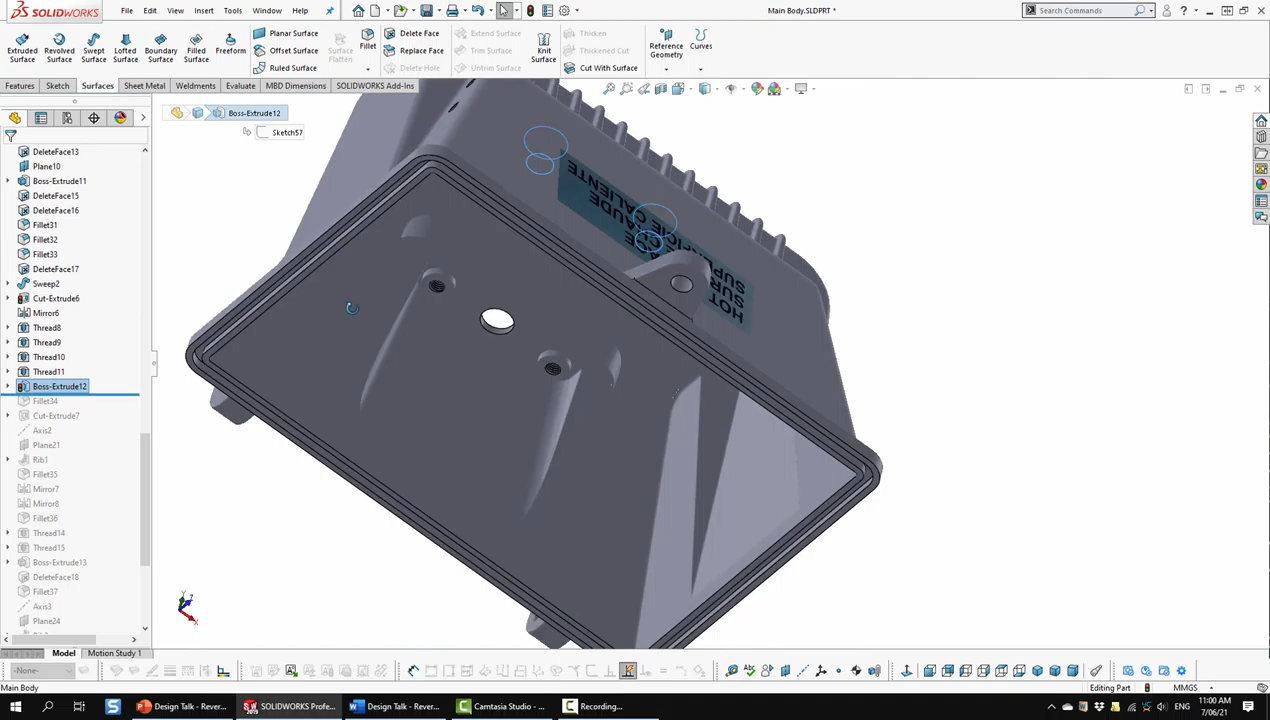 SOLIDWORKS File Edit View Insert Tools Window Help Main Body.SLDPRT * Search Commands
Extruded Surface Revolved Surface Swept Surface Lofted Surface Boundary Surface Filled Surface Freeform Planar Surface Offset Surface Ruled Surface Surface Flatten Fillet Delete Face Replace Face Delete Hole Extend Surface Trim Surface Untrim Surface Knit Surface Thicken Thickened Cut Cut With Surface Reference Geometry Curves
Features Sketch Surfaces Sheet Metal Weldments Evaluate MBD Dimensions SOLIDWORKS Add-Ins
Boss-Extrude12
Sketch57
DeleteFace13
Plane10
Boss-Extrude11
DeleteFace15
DeleteFace16
Fillet31
Fillet32
Fillet33
DeleteFace17
Sweep2
Cut-Extrude6
Mirror6
Thread8
Thread9
Thread10
Thread11
Boss-Extrude12
Fillet34
Cut-Extrude7
Axis2
Plane21
Rib1
Fillet35
Mirror7
Mirror8
Fillet36
Thread14
Thread15
Boss-Extrude13
DeleteFace18
Fillet37
Axis3
Plane24
HOT
SUPERFICIE CALIENTE
Y
Z
X
Model Motion Study 1
-None-
Main Body Editing Part MMGS
Design Talk - Rever... SOLIDWORKS Profe... Design Talk - Rever... Camtasia Studio - ... Recording... ENG 11:00 AM
7/06/21